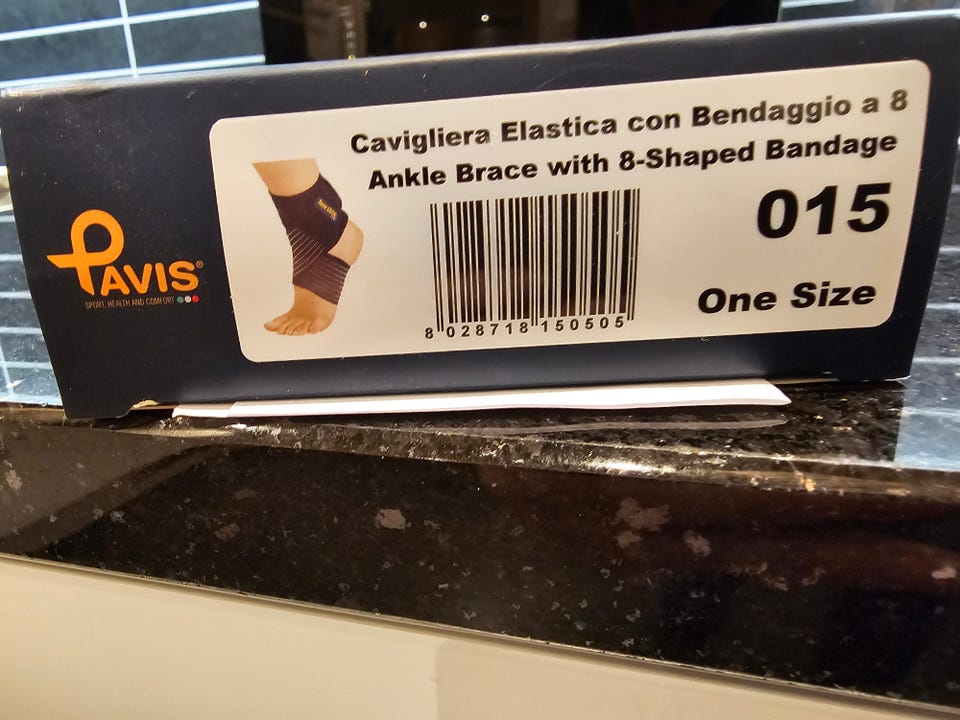 Cavigliera Elastica con Bendaggio a 8
Ankle Brace with 8-Shaped Bandage
015
One Size
8 028718 150505
PAVIS®
SPORT, HEALTH AND COMFORT